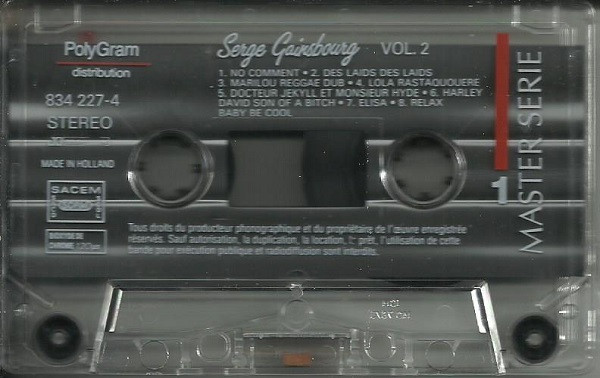 PolyGram
distribution
Serge Gainsbourg VOL. 2
834 227-4
STEREO
MADE IN HOLLAND
1. NO COMMENT • 2. DES LAIDS DES LAIDS
3. MARILOU REGGAE DUB • 4. LOLA RASTAQUOUERE
5. DOCTEUR JEKYLL ET MONSIEUR HYDE • 6. HARLEY
DAVID SON OF A BITCH • 7. ELISA • 8. RELAX
BABY BE COOL
MASTER SERIE
1
SACEM
Tous droits du producteur phonographique et du propriétaire de l'œuvre enregistrée
réservés. Sauf autorisation, la duplication, la location, le prêt, l'utilisation de cette
bande pour exécution publique et radiodiffusion sont interdits.